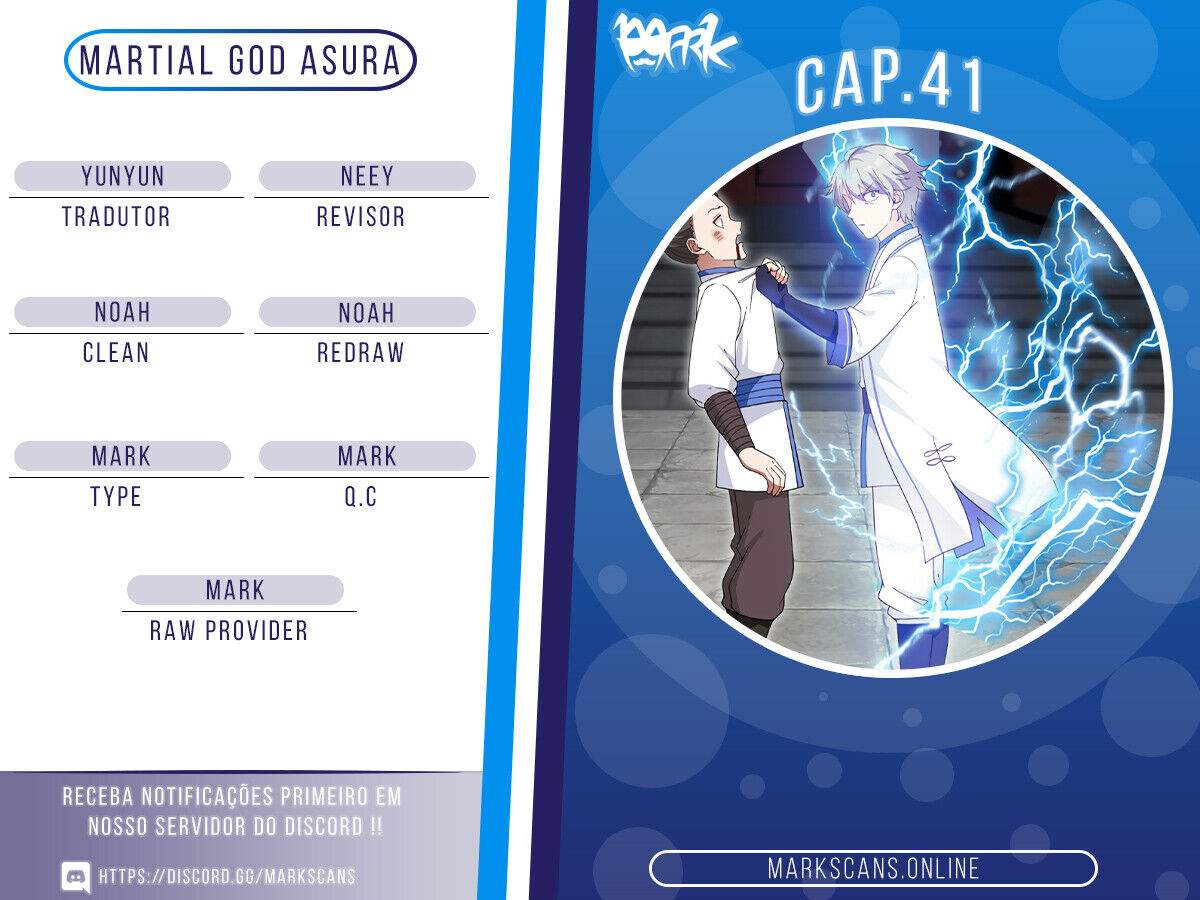 MARTIAL GOD ASURA
YUNYUN
TRADUTOR
NEEY
REVISOR
NOAH
CLEAN
NOAH
REDRAW
MARK
TYPE
MARK
Q.C
MARK
RAW PROVIDER
RECEBA NOTIFICAÇÕES PRIMEIRO EM
NOSSO SERVIDOR DO DISCORD !!
HTTPS://DISCORD.GG/MARKSCANS
MARK
CAP.41
MARKSCANS.ONLINE